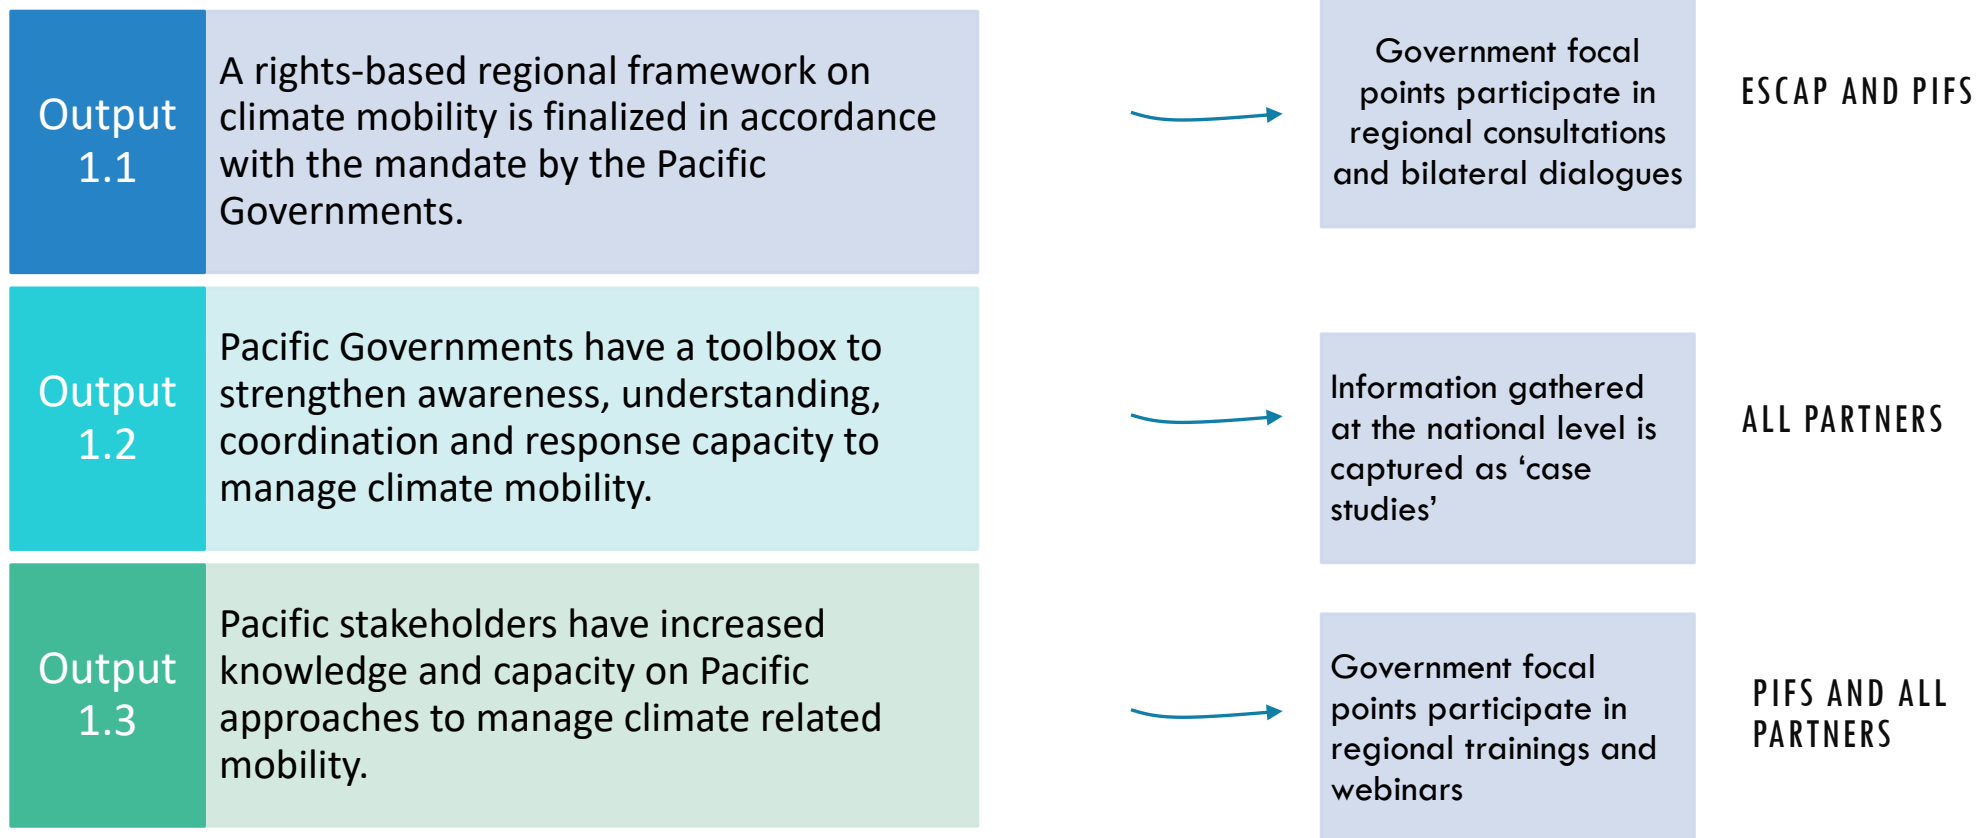 Output
1.1
A rights-based regional framework on
climate mobility is finalized in accordance
with the mandate by the Pacific
Governments.
Government focal
points participate in
regional consultations
and bilateral dialogues
ESCAP AND PIFS
Output
1.2
Pacific Governments have a toolbox to
strengthen awareness, understanding,
coordination and response capacity to
manage climate mobility.
Information gathered
at the national level is
captured as ‘case
studies’
ALL PARTNERS
Output
1.3
Pacific stakeholders have increased
knowledge and capacity on Pacific
approaches to manage climate related
mobility.
Government focal
points participate in
regional trainings and
webinars
PIFS AND ALL
PARTNERS